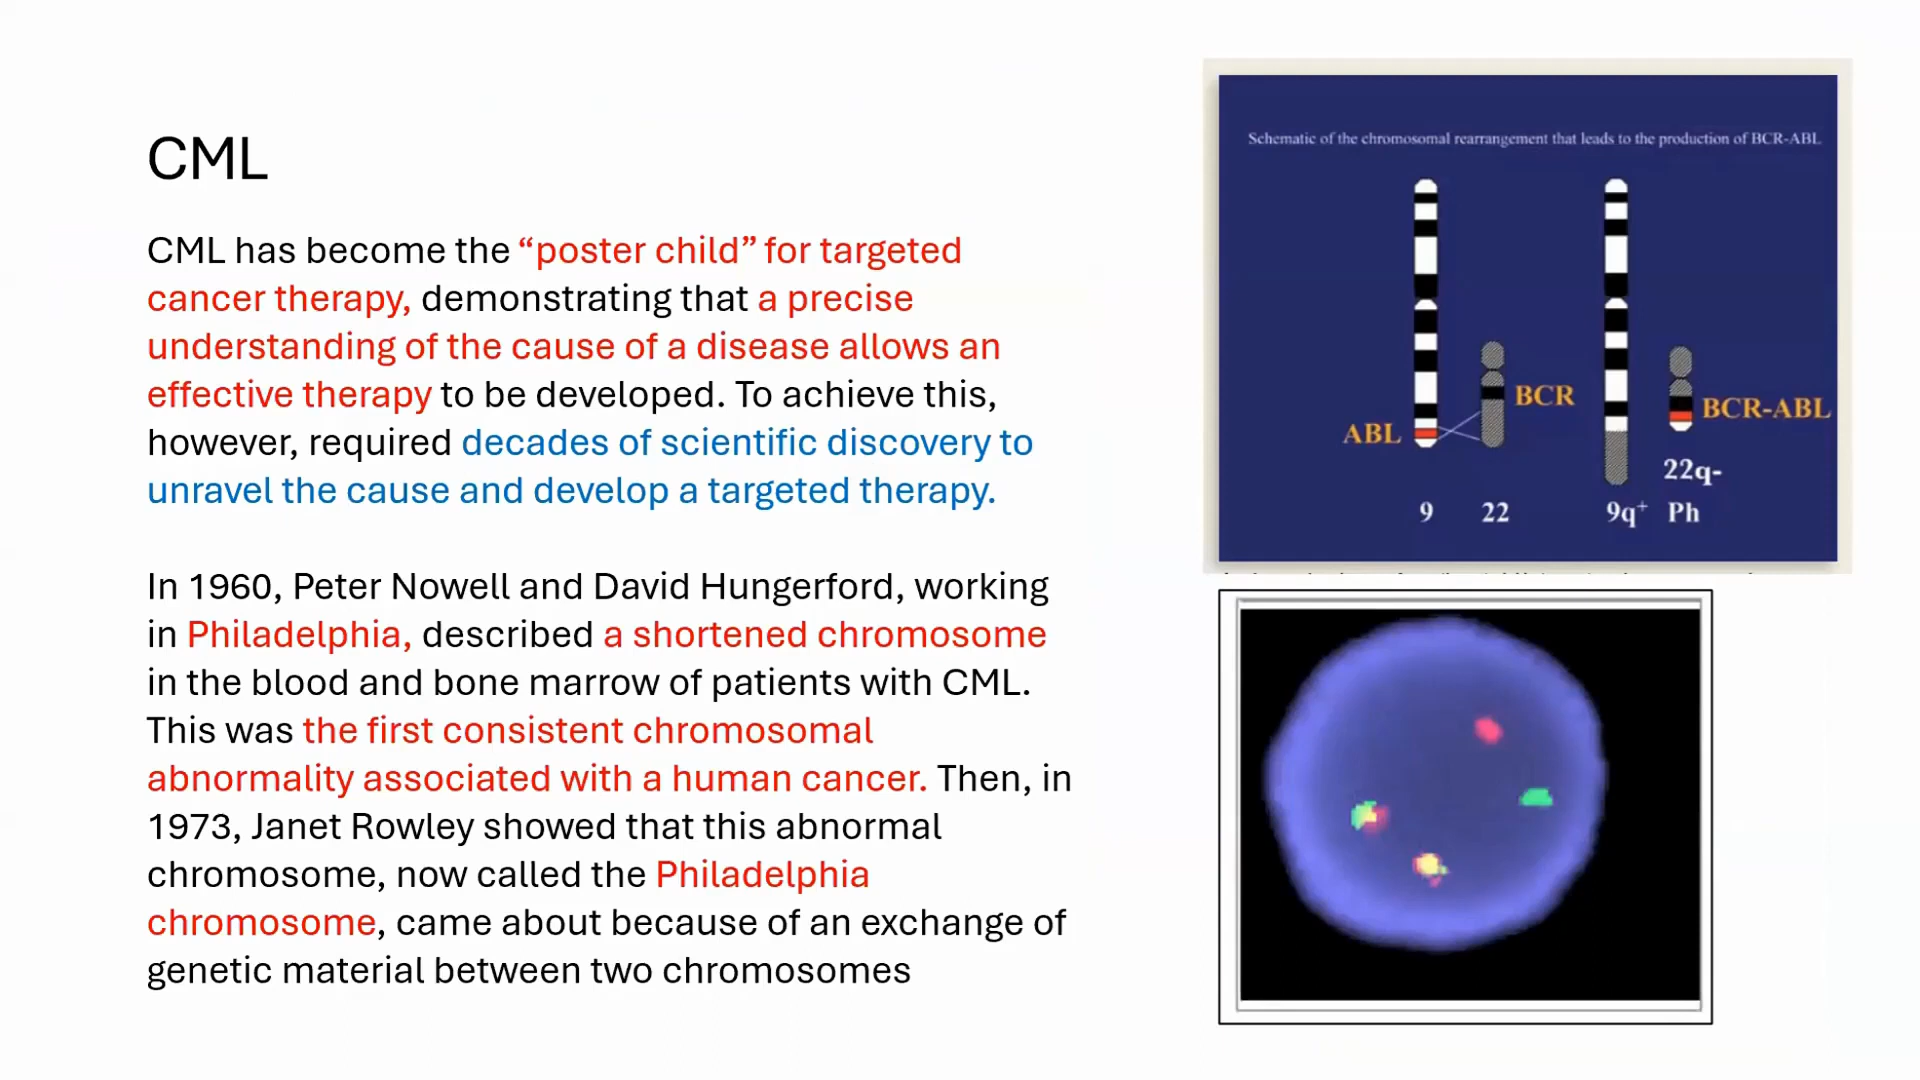 CML
CML has become the “poster child” for targeted
cancer therapy, demonstrating that a precise
understanding of the cause of a disease allows an
effective therapy to be developed. To achieve this,
however, required decades of scientific discovery to
unravel the cause and develop a targeted therapy.
In 1960, Peter Nowell and David Hungerford, working
in Philadelphia, described a shortened chromosome
in the blood and bone marrow of patients with CML.
This was the first consistent chromosomal
abnormality associated with a human cancer. Then, in
1973, Janet Rowley showed that this abnormal
chromosome, now called the Philadelphia
chromosome, came about because of an exchange of
genetic material between two chromosomes
Schematic of the chromosomal rearrangement that leads to the production of BCR-ABL
BCR
BCR-ABL
ABL
22q-
9 22 9q+ Ph